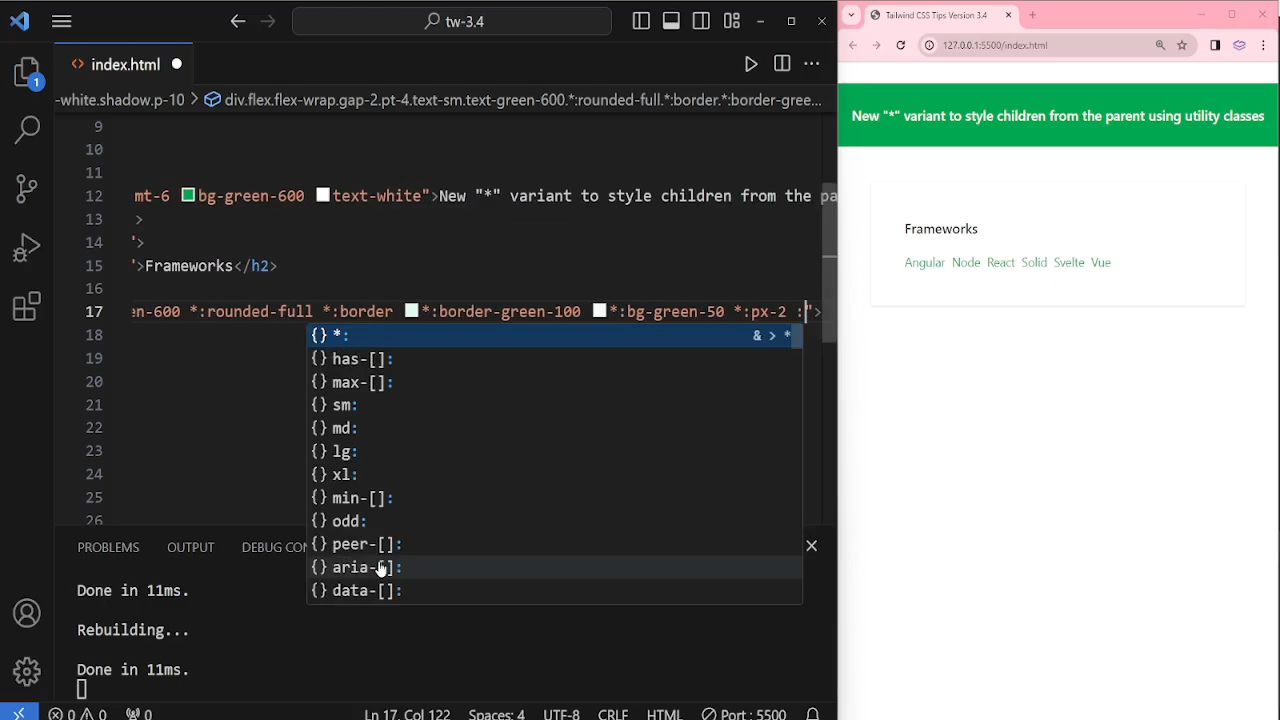 tw-3.4
index.html
-white.shadow.p-10 > div.flex.flex-wrap.gap-2.pt-4.text-sm.text-green-600.*:rounded-full.*:border.*:border-gree...
9
10
11
12 mt-6 bg-green-600 text-white">New "*" variant to style children from the pa
13 >
14 ">
15 ">Frameworks</h2>
16
17 en-600 *:rounded-full *:border *:border-green-100 *:bg-green-50 *:px-2 :">
18 {} *: & > *
19 {} has-[]:
20 {} max-[]:
21 {} sm:
22 {} md:
23 {} lg:
24 {} xl:
25 {} min-[]:
26 {} odd:
{} peer-[]:
{} aria-[]:
{} data-[]:
1
PROBLEMS OUTPUT DEBUG CON
Done in 11ms.
Rebuilding...
Done in 11ms.
0 0 0 Ln 17, Col 122 Spaces: 4 UTF-8 CRLF HTML Port : 5500
Tailwind CSS Tips Version 3.4
127.0.0.1:5500/index.html
New "*" variant to style children from the parent using utility classes
Frameworks
Angular Node React Solid Svelte Vue